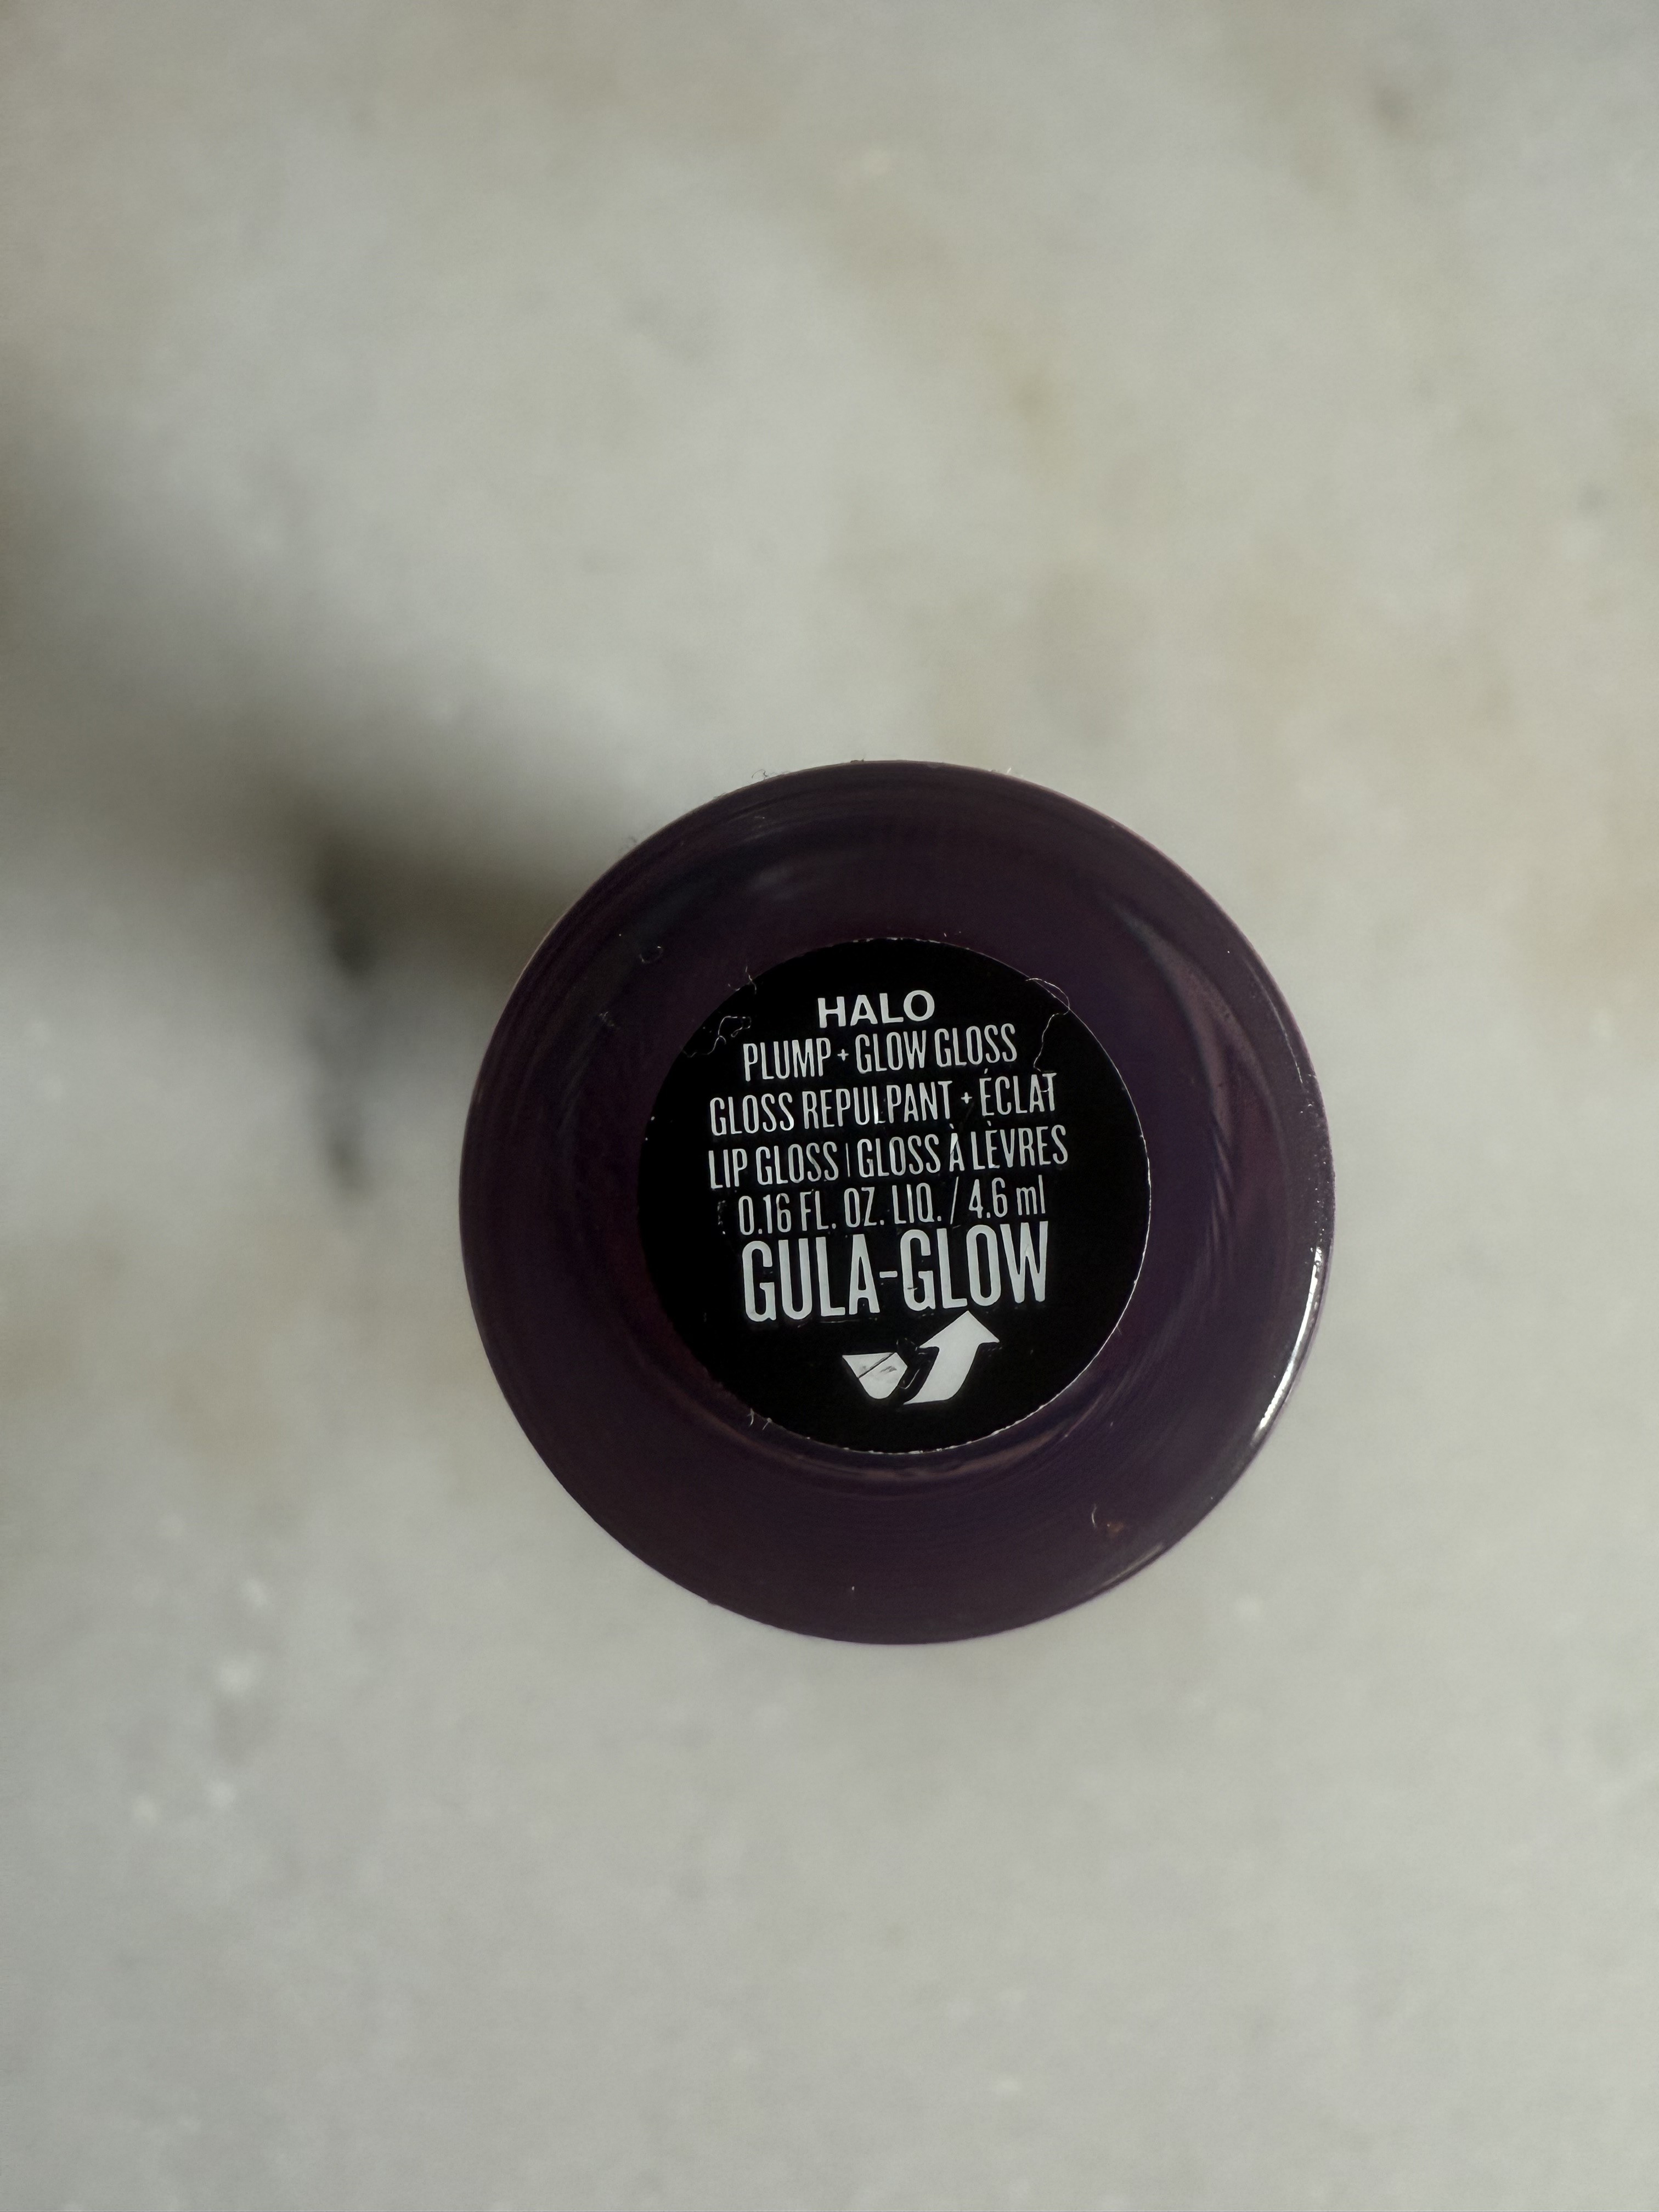 HALO
PLUMP + GLOW GLOSS
GLOSS REPULPANT + ÉCLAT
LIP GLOSS | GLOSS À LÈVRES
0.16 FL. OZ. LIQ. / 4.6 ml
GULA-GLOW